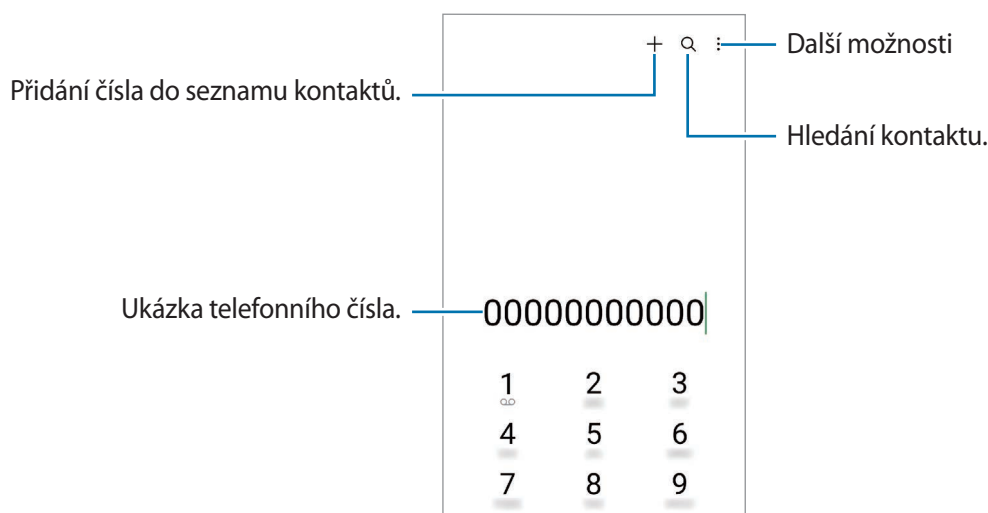 Další možnosti
Přidání čísla do seznamu kontaktů.
Hledání kontaktu.
Ukázka telefonního čísla.
00000000000
1 2 3
4 5 6
7 8 9